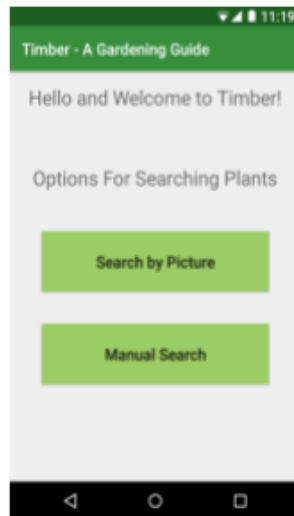 11:19
Timber - A Gardening Guide
Hello and Welcome to Timber!
Options For Searching Plants
Search by Picture
Manual Search